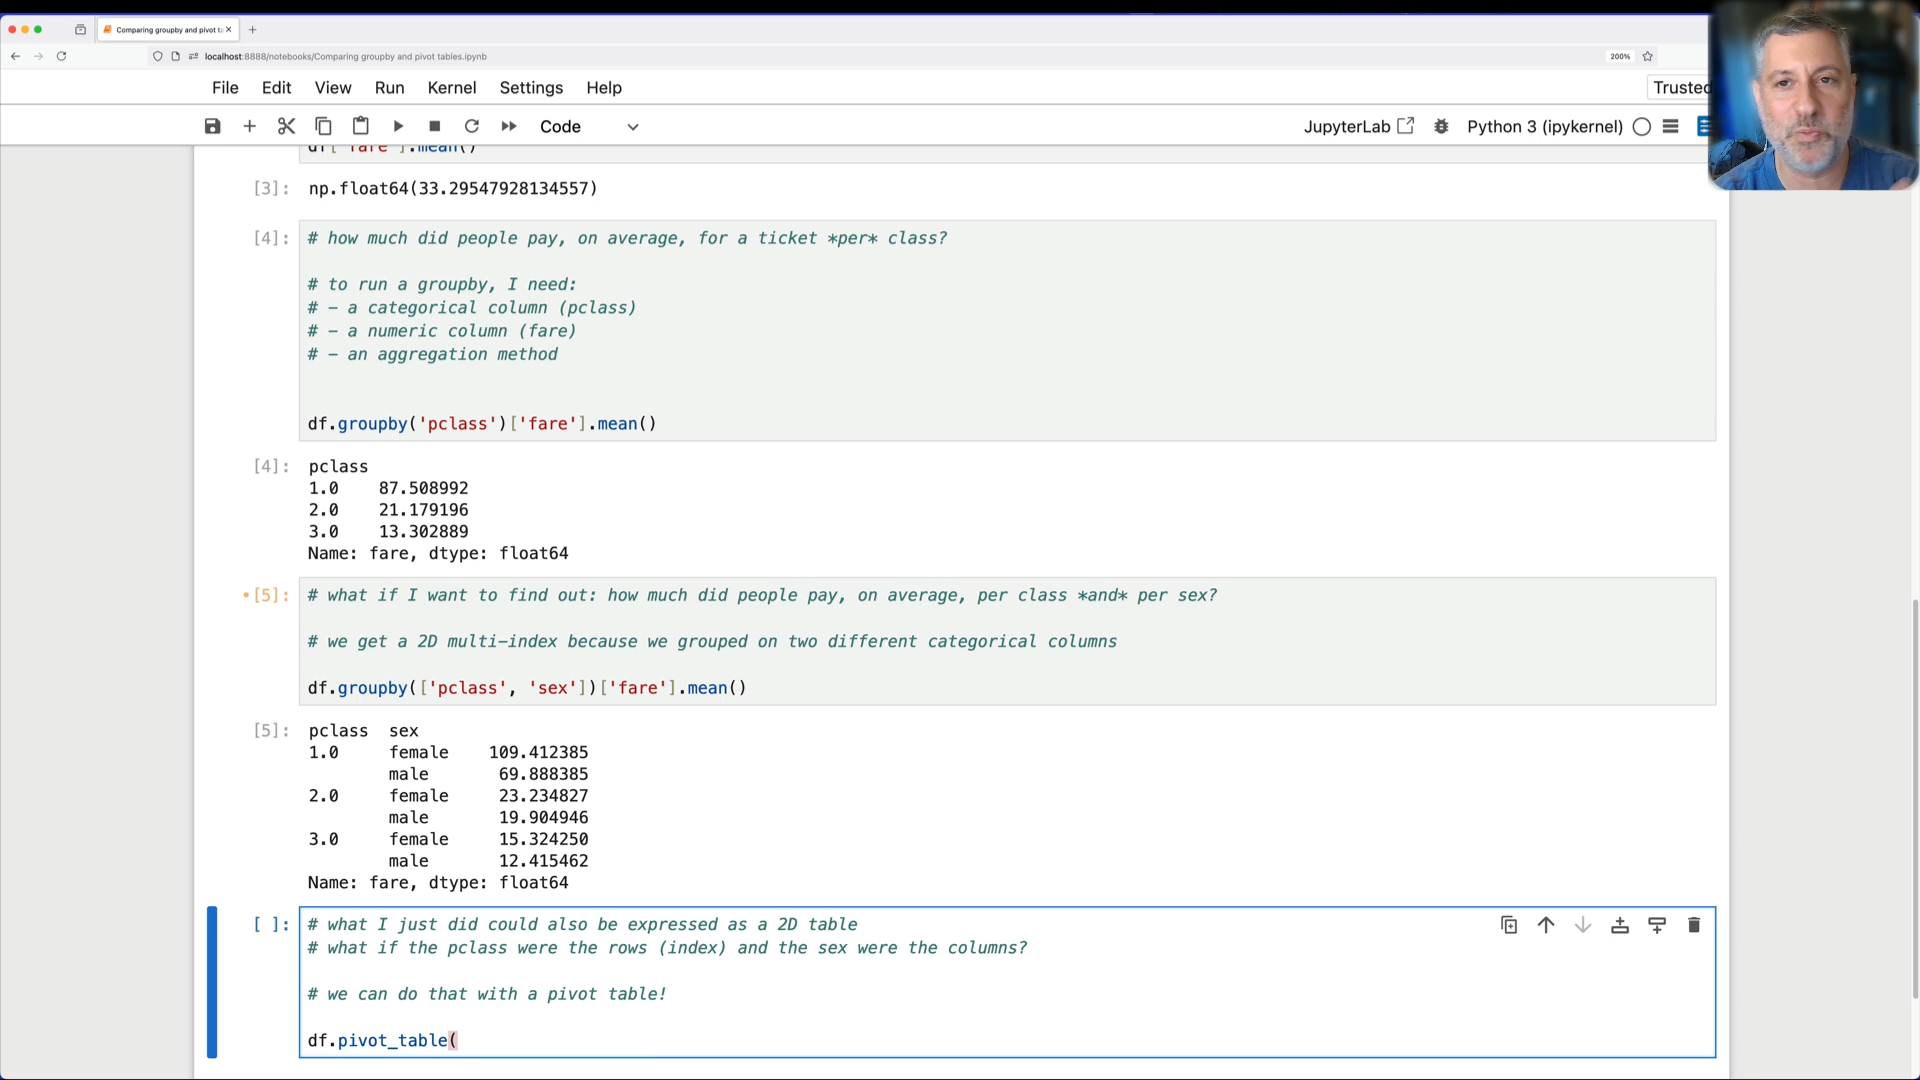 Comparing groupby and pivot ta
localhost:8888/notebooks/Comparing groupby and pivot tables.ipynb
200%
File Edit View Run Kernel Settings Help
Trusted
Code
JupyterLab
Python 3 (ipykernel)
df['fare'].mean()
[3]: np.float64(33.29547928134557)
[4]: # how much did people pay, on average, for a ticket *per* class?
# to run a groupby, I need:
# - a categorical column (pclass)
# - a numeric column (fare)
# - an aggregation method
df.groupby('pclass')['fare'].mean()
[4]: pclass
1.0 87.508992
2.0 21.179196
3.0 13.302889
Name: fare, dtype: float64
[5]: # what if I want to find out: how much did people pay, on average, per class *and* per sex?
# we get a 2D multi-index because we grouped on two different categorical columns
df.groupby(['pclass', 'sex'])['fare'].mean()
[5]: pclass sex
1.0 female 109.412385
male 69.888385
2.0 female 23.234827
male 19.904946
3.0 female 15.324250
male 12.415462
Name: fare, dtype: float64
[ ]: # what I just did could also be expressed as a 2D table
# what if the pclass were the rows (index) and the sex were the columns?
# we can do that with a pivot table!
df.pivot_table(